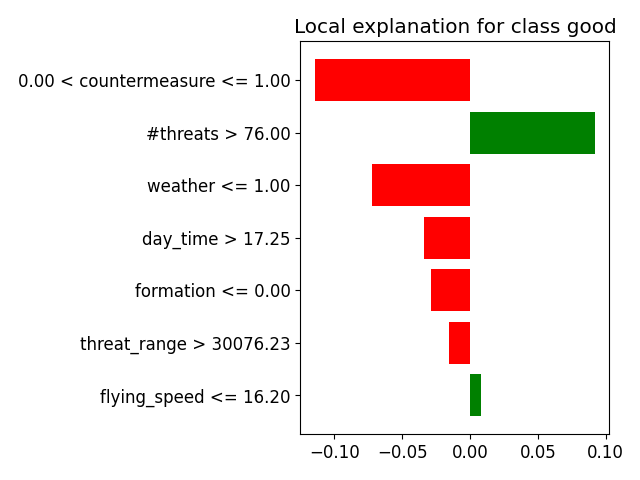 Local explanation for class good
0.00 < countermeasure <= 1.00
#threats > 76.00
weather <= 1.00
day_time > 17.25
formation <= 0.00
threat_range > 30076.23
flying_speed <= 16.20
−0.10 −0.05 0.00 0.05 0.10